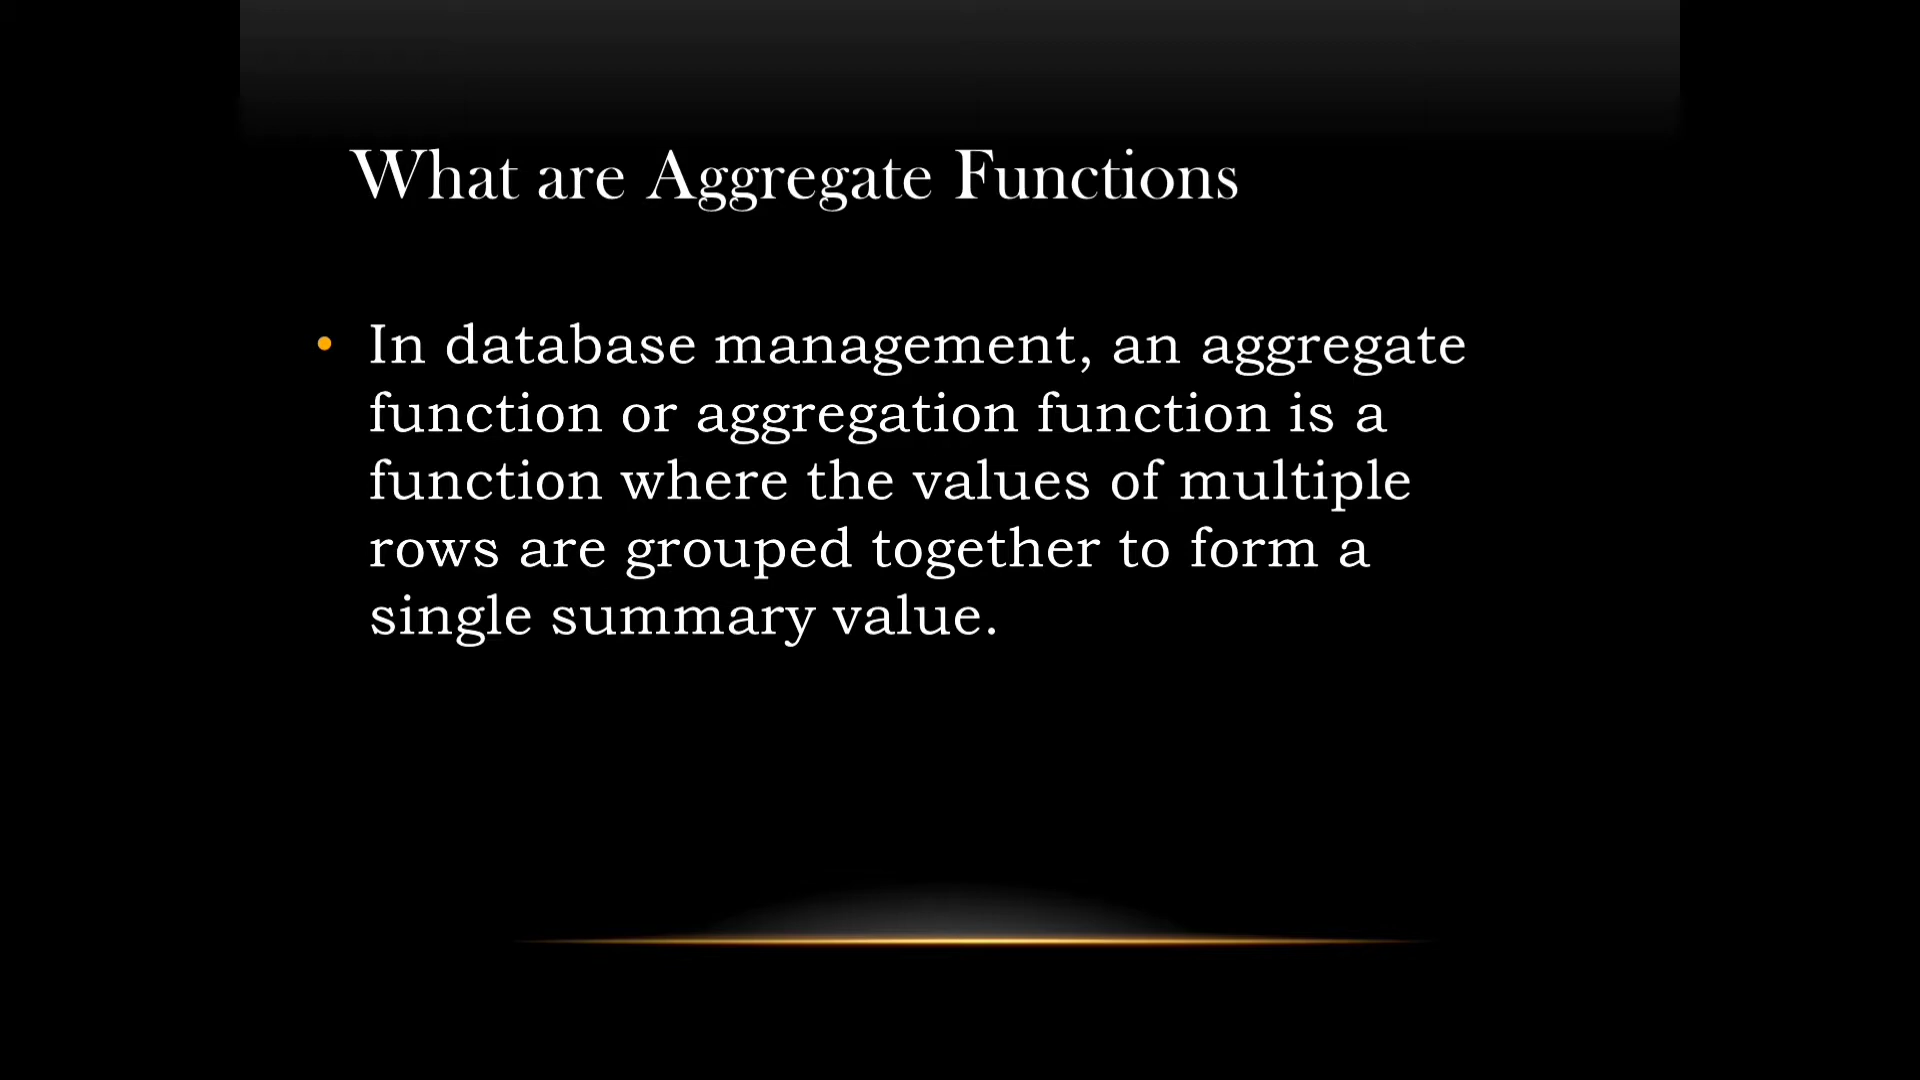 What are Aggregate Functions
• In database management, an aggregate
function or aggregation function is a
function where the values of multiple
rows are grouped together to form a
single summary value.